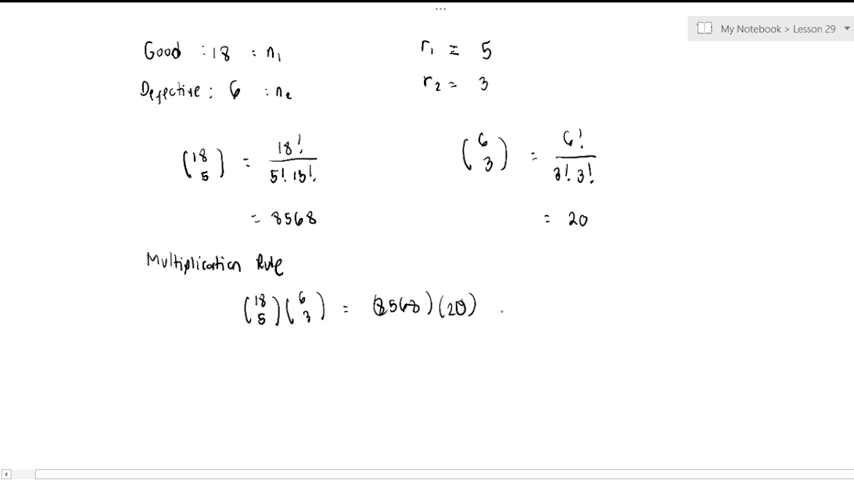 ...
My Notebook > Lesson 29
Good : 18 : n₁
r₁ = 5
Defective : 6 : n₂
r₂ = 3
(18 5) = 18! / 5! 13! (6 3) = 6! / 3! 3!
= 8568 = 20
Multiplication Rule
(18 5)(6 3) = (8568)(20)